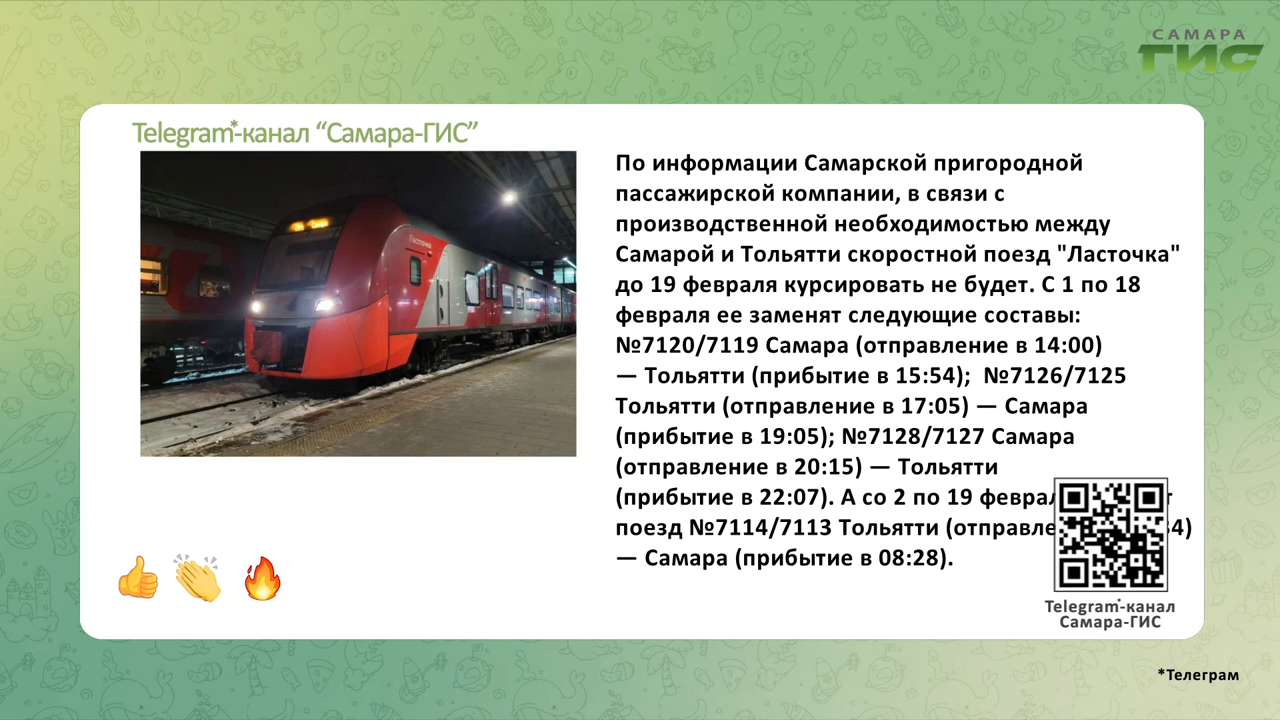 САМАРА
ГИС
Telegram*-канал “Самара-ГИС”
По информации Самарской пригородной
пассажирской компании, в связи с
производственной необходимостью между
Самарой и Тольятти скоростной поезд "Ласточка"
до 19 февраля курсировать не будет. С 1 по 18
февраля ее заменят следующие составы:
№7120/7119 Самара (отправление в 14:00)
— Тольятти (прибытие в 15:54);  №7126/7125
Тольятти (отправление в 17:05) — Самара
(прибытие в 19:05); №7128/7127 Самара
(отправление в 20:15) — Тольятти
(прибытие в 22:07). А со 2 по 19
поезд №7114/7113 Тольятти
— Самара (прибытие в 08:28).
Ласточка
Telegram*-канал
Самара-ГИС
*Телеграм